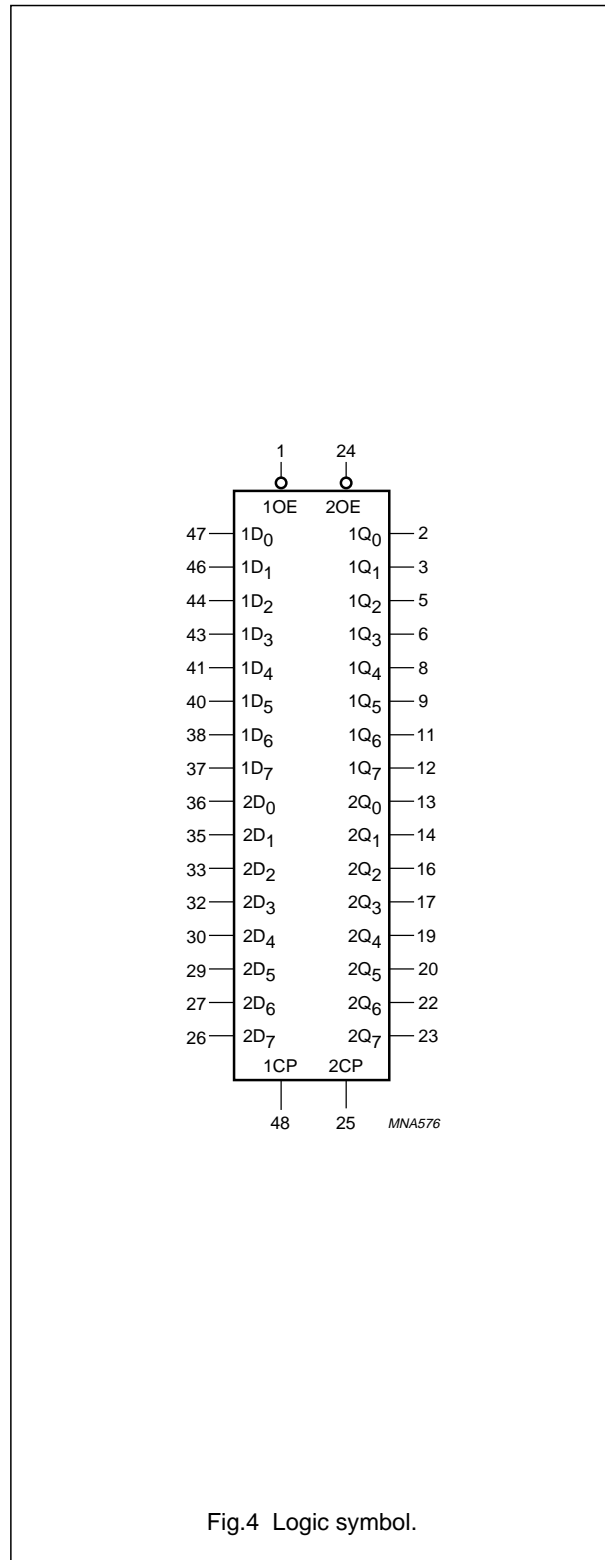 1 24
1OE 2OE
47 1D0 1Q0 2
46 1D1 1Q1 3
44 1D2 1Q2 5
43 1D3 1Q3 6
41 1D4 1Q4 8
40 1D5 1Q5 9
38 1D6 1Q6 11
37 1D7 1Q7 12
36 2D0 2Q0 13
35 2D1 2Q1 14
33 2D2 2Q2 16
32 2D3 2Q3 17
30 2D4 2Q4 19
29 2D5 2Q5 20
27 2D6 2Q6 22
26 2D7 2Q7 23
1CP 2CP
48 25 MNA576
Fig.4 Logic symbol.